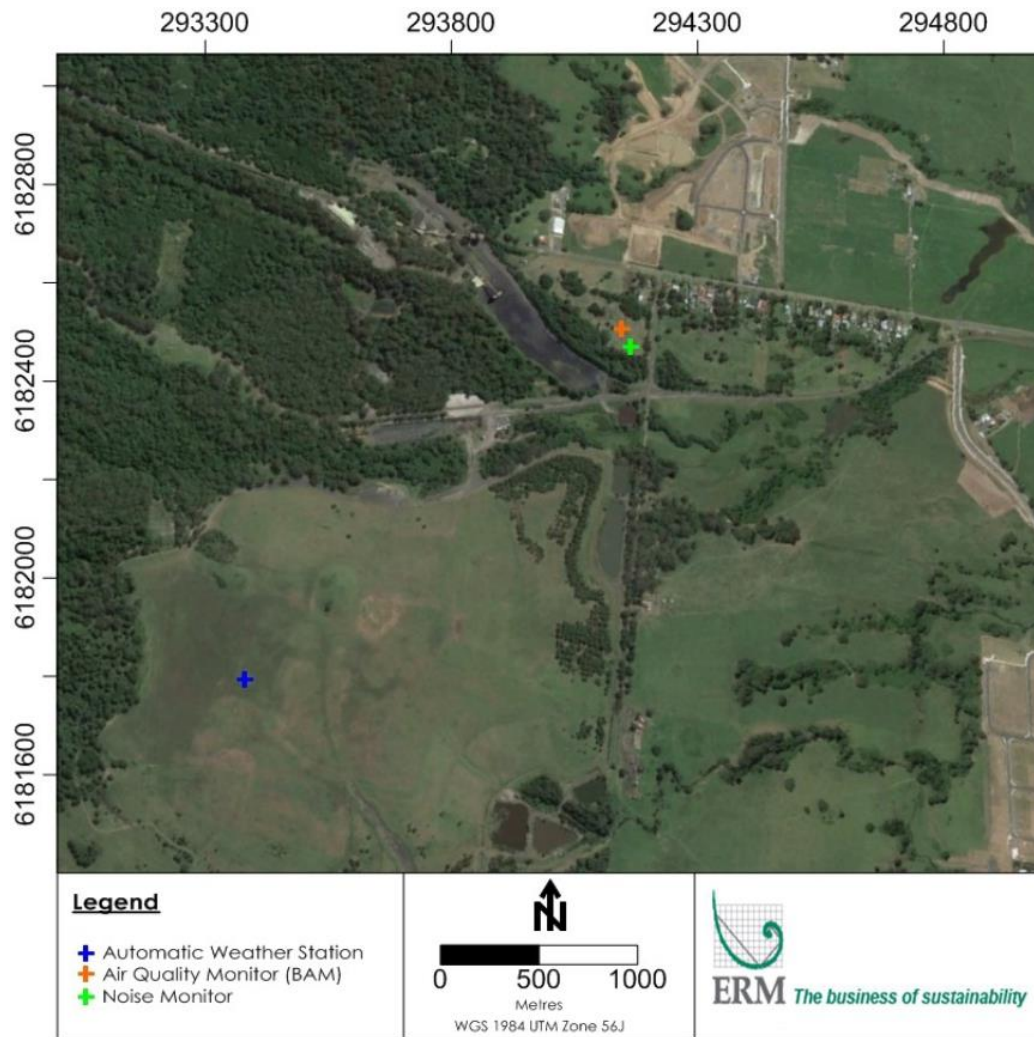 293300 293800 294300 294800
6182800
6182400
6182000
6181600
Legend
Automatic Weather Station
Air Quality Monitor (BAM)
Noise Monitor
N
0 500 1000
Metres
WGS 1984 UTM Zone 56J
ERM The business of sustainability